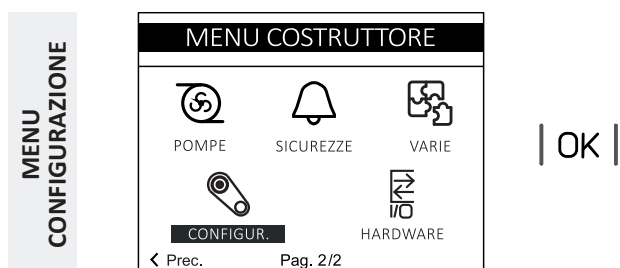 MENU
CONFIGURAZIONE
MENU COSTRUTTORE
POMPE SICUREZZE VARIE
I/O
CONFIGUR. HARDWARE
< Prec. Pag. 2/2
| OK |